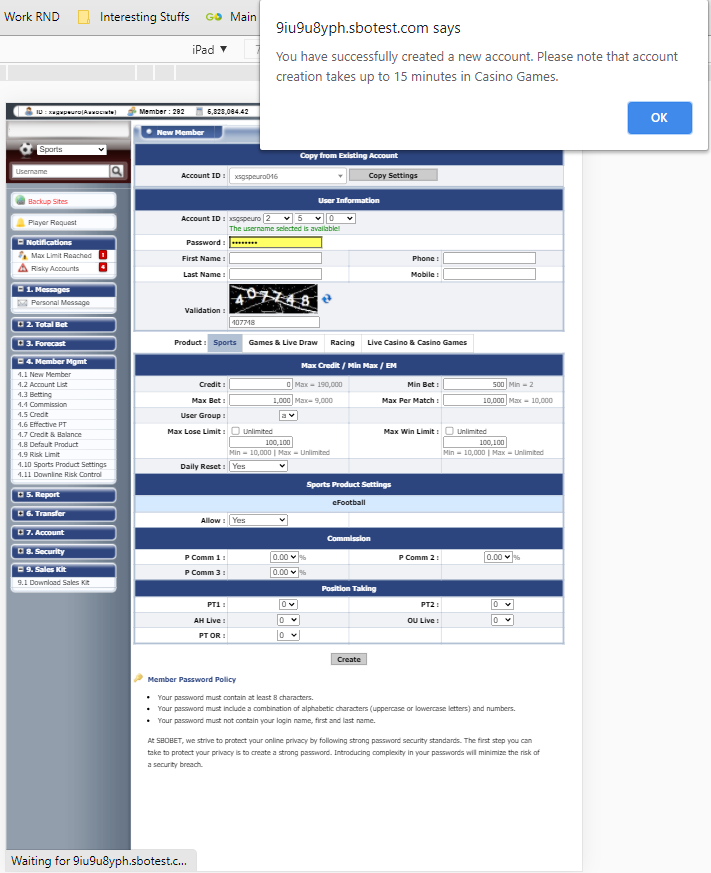 Work RND Interesting Stuffs GO Main
iPad ▼ 7
9iu9u8yph.sbotest.com says
You have successfully created a new account. Please note that account
creation takes up to 15 minutes in Casino Games.
OK
ID : xsgspeuro(Associate) Member : 292 5,823,064.42
Sports
Username
Backup Sites
Player Request
Notifications
Max Limit Reached 1
Risky Accounts 4
1. Messages
Personal Message
2. Total Bet
3. Forecast
4. Member Mgmt
4.1 New Member
4.2 Account List
4.3 Betting
4.4 Commission
4.5 Credit
4.6 Effective PT
4.7 Credit & Balance
4.8 Default Product
4.9 Risk Limit
4.10 Sports Product Settings
4.11 Downline Risk Control
5. Report
6. Transfer
7. Account
8. Security
9. Sales Kit
9.1 Download Sales Kit
New Member
Copy from Existing Account
Account ID : xsgspeuro046 Copy Settings
User Information
Account ID : xsgspeuro 2 5 0
The username selected is available!
Password : ••••••••
First Name : Phone :
Last Name : Mobile :
407748
Validation :
407748
Product : Sports Games & Live Draw Racing Live Casino & Casino Games
Max Credit / Min Max / EM
Credit : 0 Max = 190,000 Min Bet : 500 Min = 2
Max Bet : 1,000 Max= 9,000 Max Per Match : 10,000 Max = 10,000
User Group : a
Max Lose Limit : Unlimited Max Win Limit : Unlimited
100,100 100,100
Min = 10,000 | Max = Unlimited Min = 10,000 | Max = Unlimited
Daily Reset : Yes
Sports Product Settings
eFootball
Allow : Yes
Commission
P Comm 1 : 0.00 % P Comm 2 : 0.00 %
P Comm 3 : 0.00 %
Position Taking
PT1 : 0 PT2 : 0
AH Live : 0 OU Live : 0
PT OR : 0
Create
Member Password Policy
• Your password must contain at least 8 characters.
• Your password must include a combination of alphabetic characters (uppercase or lowercase letters) and numbers.
• Your password must not contain your login name, first and last name.
At SBOBET, we strive to protect your online privacy by following strong password security standards. The first step you can
take to protect your privacy is to create a strong password. Introducing complexity in your passwords will minimize the risk of
a security breach.
Waiting for 9iu9u8yph.sbotest.c...